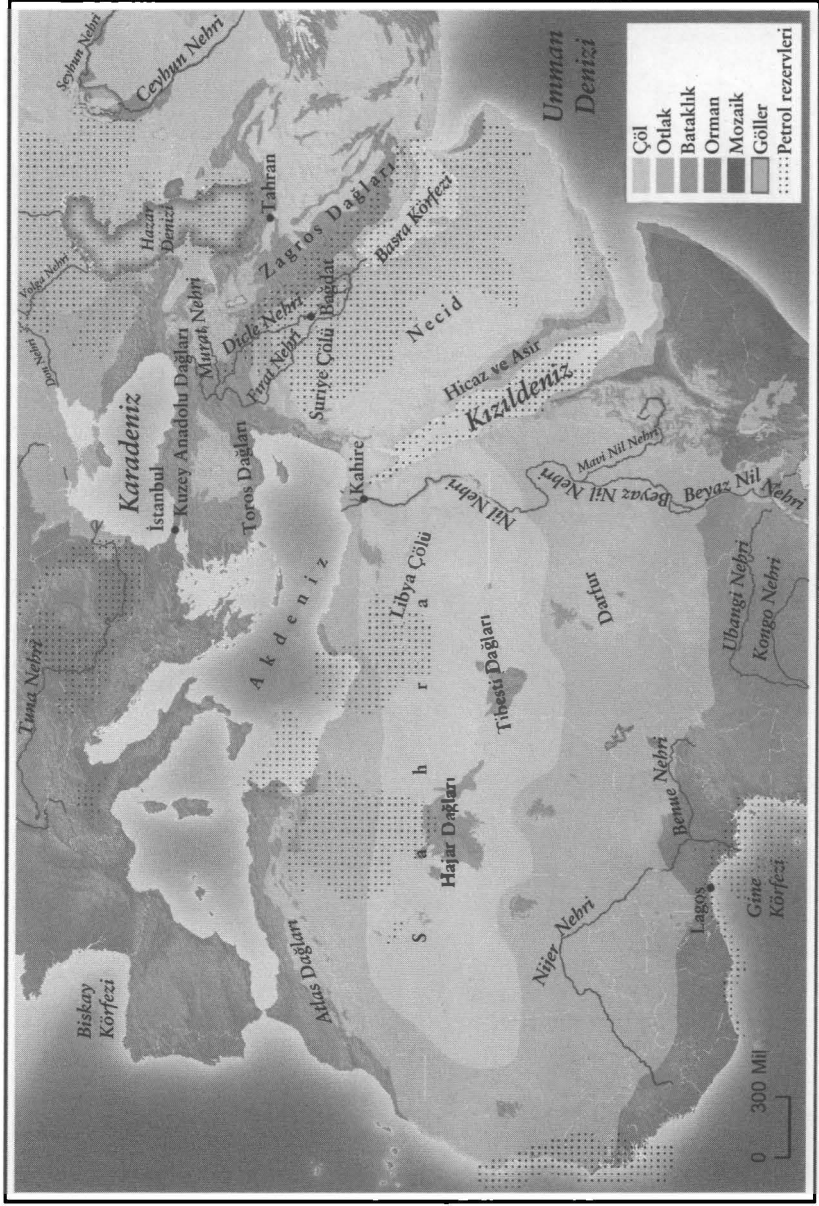 Seyhun Nehri
Ceyhun Nehri
Volga Nehri
Don Nehri
Hazar
Denizi
Tahran
Tuna Nehri
Karadeniz
İstanbul
Kuzey Anadolu Dağları
Murat Nehri
Dicle Nehri
Fırat Nehri
Zagros Dağları
Bağdat
Suriye Çölü
Basra Körfezi
Toros Dağları
Necid
Umman
Denizi
Biskay
Körfezi
Akdeniz
Kahire
Hicaz ve Asir
Kızıldeniz
Atlas Dağları
Libya Çölü
Nil Nehri
Sahra
Hajar Dağları
Tibesti Dağları
Darfur
Mavi Nil Nehri
Beyaz Nil Nehri
Beyaz Nil
Nehri
Nijer Nehri
Benue Nehri
Ubangi Nehri
Kongo Nehri
Lagos
Gine
Körfezi
0 300 Mil
Çöl
Otlak
Bataklık
Orman
Mozaik
Göller
Petrol rezervleri